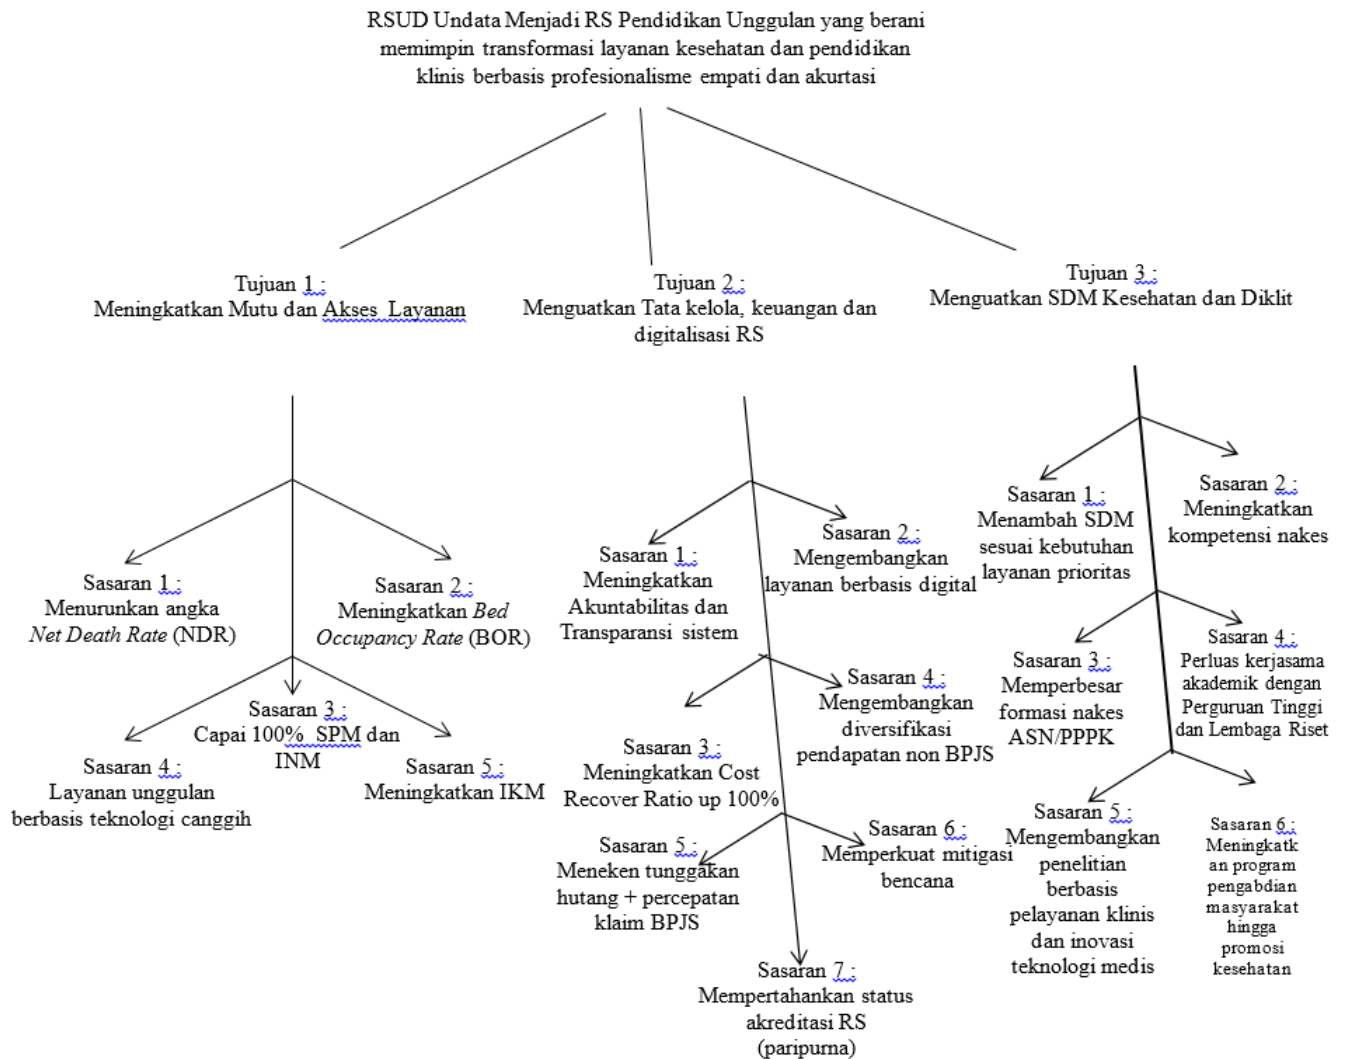 RSUD Undata Menjadi RS Pendidikan Unggulan yang berani
memimpin transformasi layanan kesehatan dan pendidikan
klinis berbasis profesionalisme empati dan akurtasi
Tujuan 1 :
Meningkatkan Mutu dan Akses Layanan
Tujuan 2 :
Menguatkan Tata kelola, keuangan dan
digitalisasi RS
Tujuan 3 :
Menguatkan SDM Kesehatan dan Diklit
Sasaran 1 :
Menurunkan angka
Net Death Rate (NDR)
Sasaran 2 :
Meningkatkan Bed
Occupancy Rate (BOR)
Sasaran 3 :
Capai 100% SPM dan
INM
Sasaran 4 :
Layanan unggulan
berbasis teknologi canggih
Sasaran 5 :
Meningkatkan IKM
Sasaran 1 :
Meningkatkan
Akuntabilitas dan
Transparansi sistem
Sasaran 2 :
Mengembangkan
layanan berbasis digital
Sasaran 3 :
Meningkatkan Cost
Recover Ratio up 100%
Sasaran 4 :
Mengembangkan
diversifikasi
pendapatan non BPJS
Sasaran 5 :
Meneken tunggakan
hutang + percepatan
klaim BPJS
Sasaran 6 :
Memperkuat mitigasi
bencana
Sasaran 7 :
Mempertahankan status
akreditasi RS
(paripurna)
Sasaran 1 :
Menambah SDM
sesuai kebutuhan
layanan prioritas
Sasaran 2 :
Meningkatkan
kompetensi nakes
Sasaran 3 :
Memperbesar
formasi nakes
ASN/PPPK
Sasaran 4 :
Perluas kerjasama
akademik dengan
Perguruan Tinggi
dan Lembaga Riset
Sasaran 5 :
Mengembangkan
penelitian
berbasis
pelayanan klinis
dan inovasi
teknologi medis
Sasaran 6 :
Meningkatk
an program
pengabdian
masyarakat
hingga
promosi
kesehatan